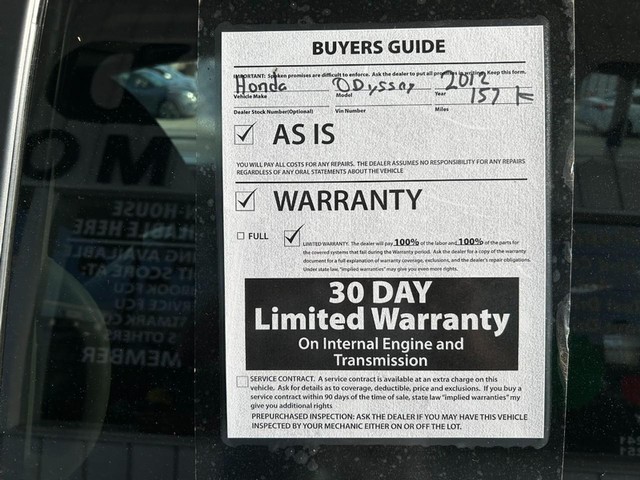 BUYERS GUIDE
IMPORTANT: Spoken promises are difficult to enforce. Ask the dealer to put all promises in writing. Keep this form.
Honda Odyssey 2012
Vehicle Make Model Year
157 K
Dealer Stock Number(Optional) Vin Number Miles
AS IS
YOU WILL PAY ALL COSTS FOR ANY REPAIRS. THE DEALER ASSUMES NO RESPONSIBILITY FOR ANY REPAIRS
REGARDLESS OF ANY ORAL STATEMENTS ABOUT THE VEHICLE
WARRANTY
FULL
LIMITED WARRANTY. The dealer will pay 100% of the labor and 100% of the parts for
the covered systems that fail during the Warranty period. Ask the dealer for a copy of the warranty
document for a full explanation of warranty coverage, exclusions, and the dealer's repair obligations.
Under state law, "implied warranties" may give you even more rights.
30 DAY
Limited Warranty
On Internal Engine and
Transmission
SERVICE CONTRACT. A service contract is available at an extra charge on this
vehicle. Ask for details as to coverage, deductible, price and exclusions. If you buy a
service contract within 90 days of the time of sale, state law "implied warranties" my
give you additional rights
PREPURCHASED INSPECTION: ASK THE DEALER IF YOU MAY HAVE THIS VEHICLE
INSPECTED BY YOUR MECHANIC EITHER ON OR OFF THE LOT.
MEMBER